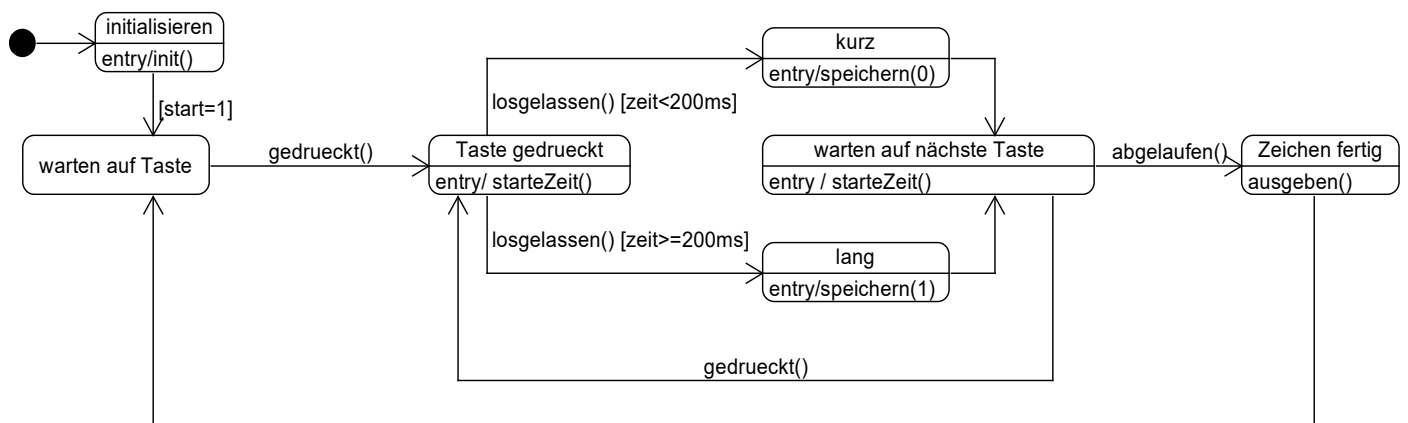 initialisieren
entry/init()
[start=1]
warten auf Taste
gedrueckt()
Taste gedrueckt
entry/ starteZeit()
losgelassen() [zeit<200ms]
kurz
entry/speichern(0)
losgelassen() [zeit>=200ms]
lang
entry/speichern(1)
warten auf nächste Taste
entry / starteZeit()
abgelaufen()
Zeichen fertig
ausgeben()
gedrueckt()